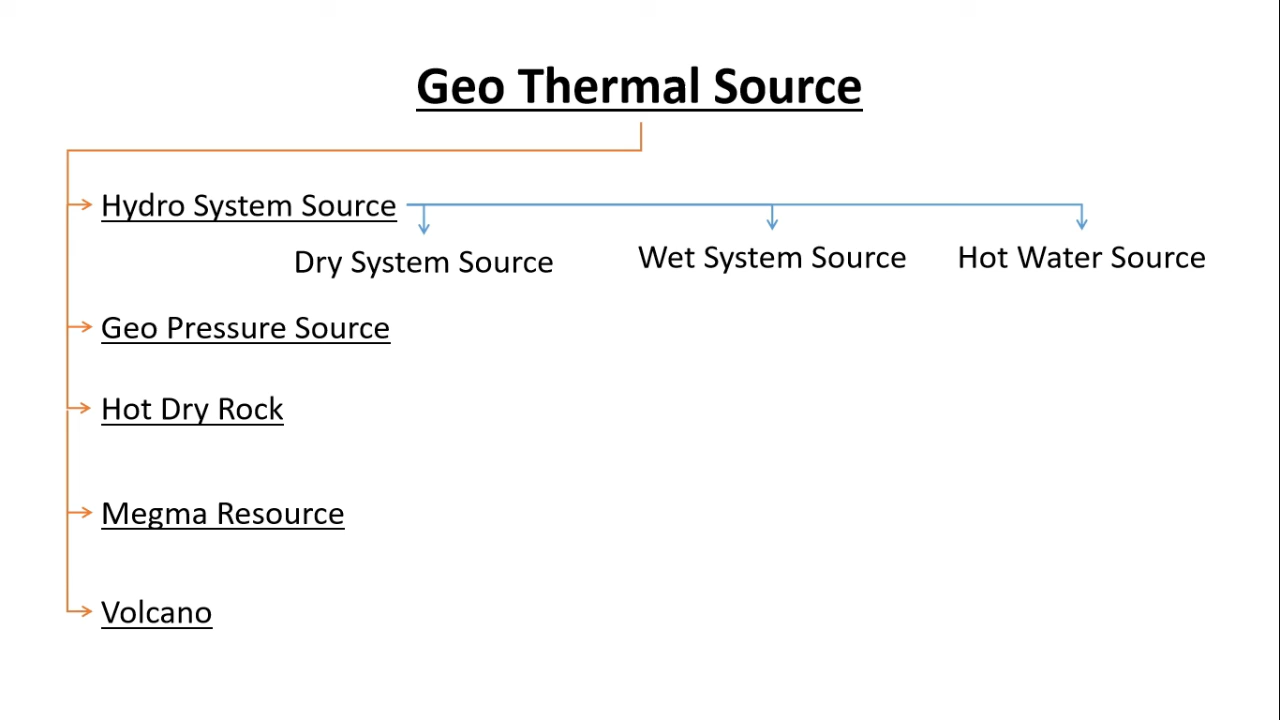 Geo Thermal Source
Hydro System Source
Dry System Source
Wet System Source
Hot Water Source
Geo Pressure Source
Hot Dry Rock
Megma Resource
Volcano